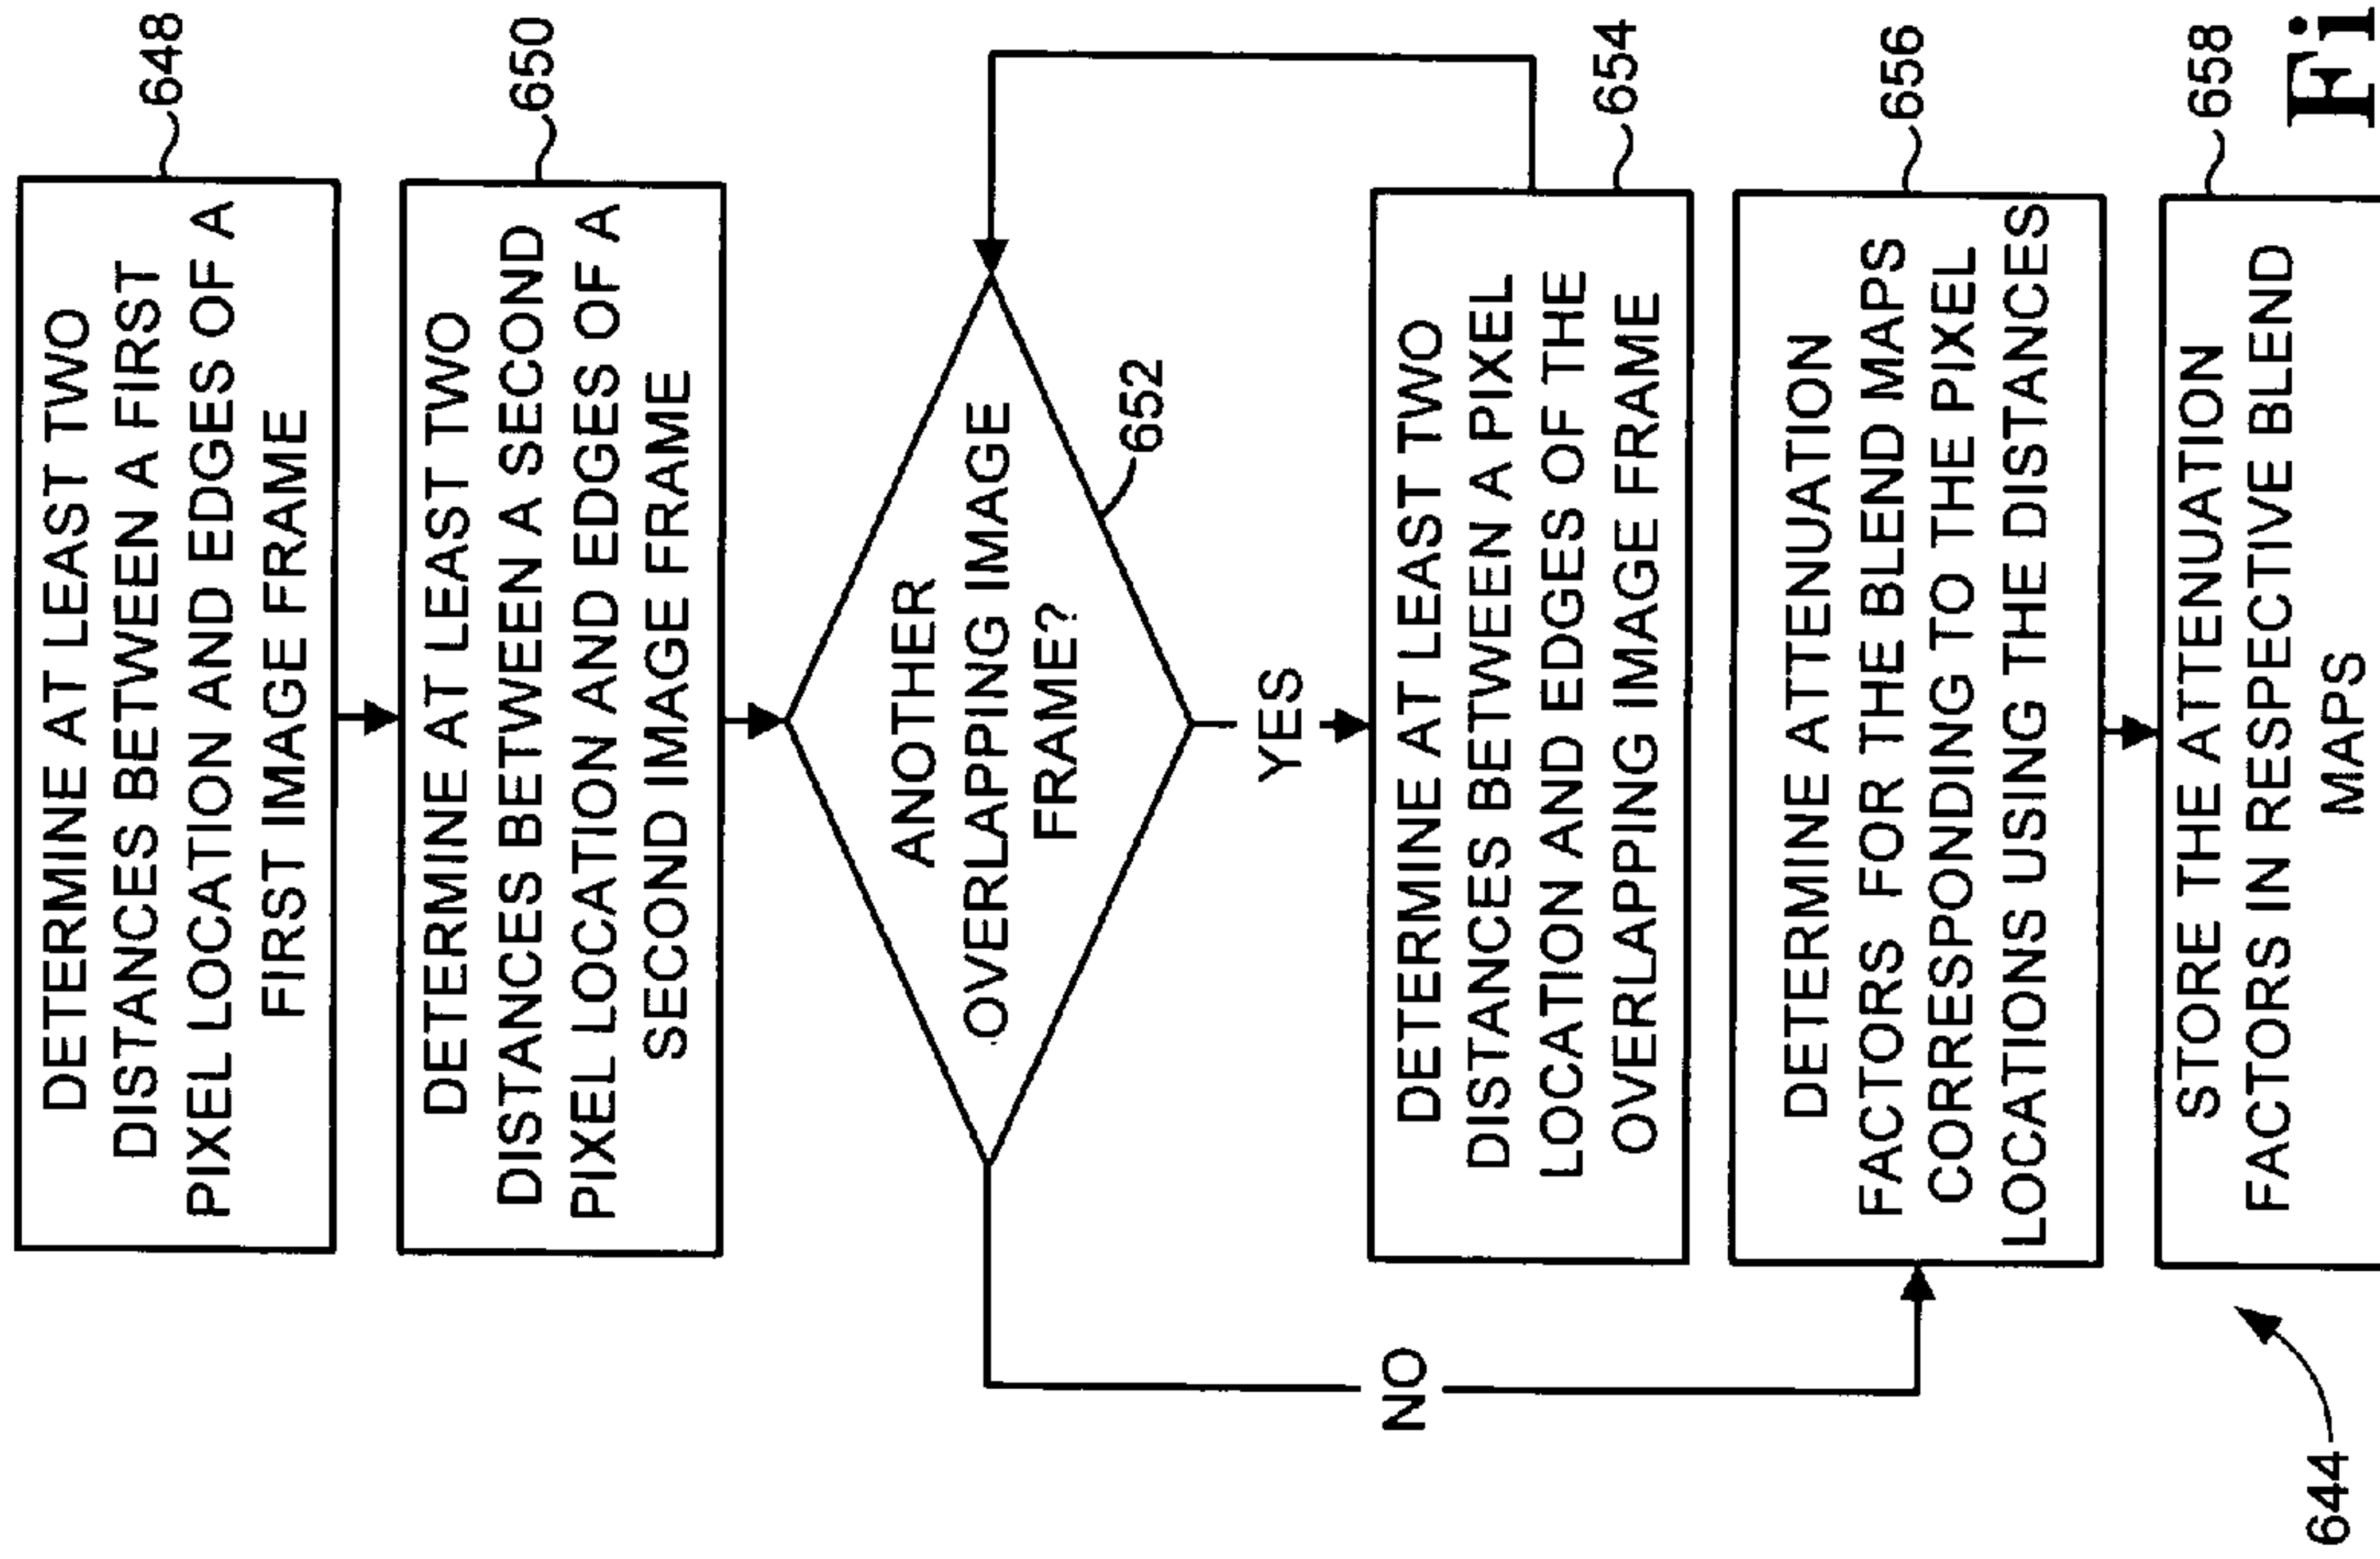 DETERMINE AT LEAST TWO
DISTANCES BETWEEN A FIRST
PIXEL LOCATION AND EDGES OF A
FIRST IMAGE FRAME
648
DETERMINE AT LEAST TWO
DISTANCES BETWEEN A SECOND
PIXEL LOCATION AND EDGES OF A
SECOND IMAGE FRAME
650
ANOTHER
OVERLAPPING IMAGE
FRAME?
652
YES
DETERMINE AT LEAST TWO
DISTANCES BETWEEN A PIXEL
LOCATION AND EDGES OF THE
OVERLAPPING IMAGE FRAME
654
NO
DETERMINE ATTENUATION
FACTORS FOR THE BLEND MAPS
CORRESPONDING TO THE PIXEL
LOCATIONS USING THE DISTANCES
656
STORE THE ATTENUATION
FACTORS IN RESPECTIVE BLEND
MAPS
658
644
Fi